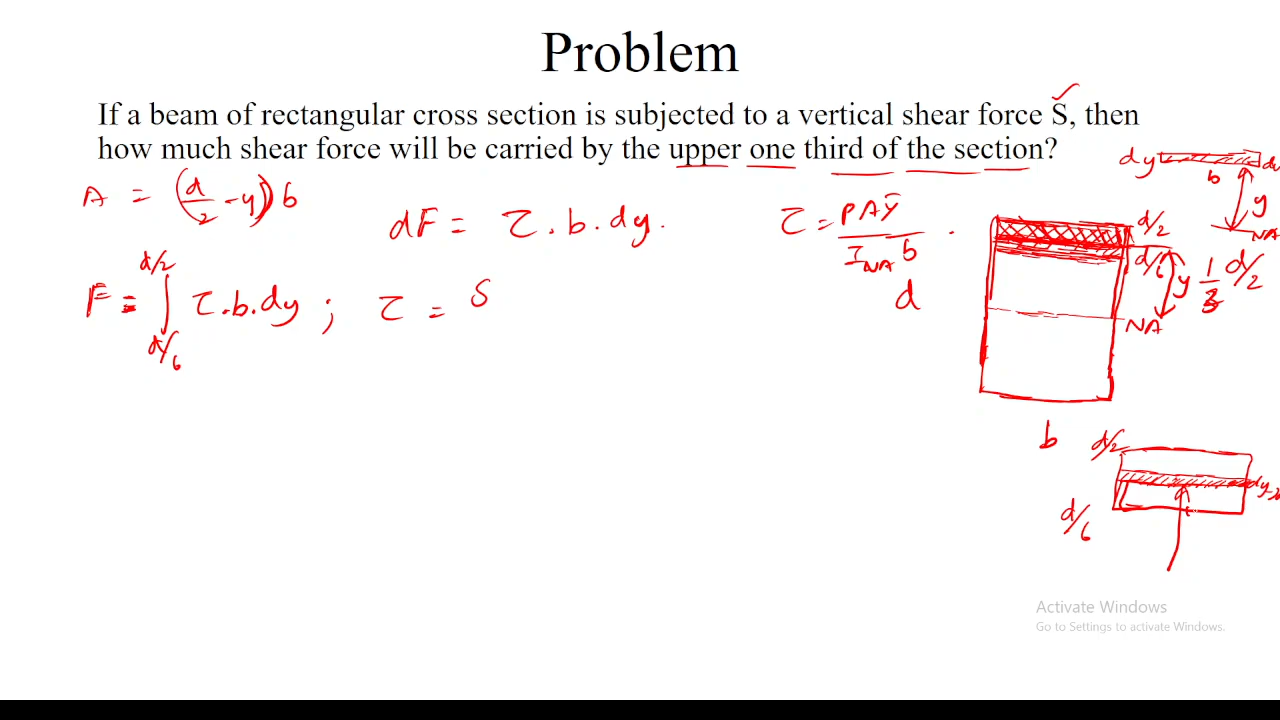 Problem
If a beam of rectangular cross section is subjected to a vertical shear force S, then
how much shear force will be carried by the upper one third of the section?
A = (d/2 - y) b
dF = τ . b . dy.
τ = PAȳ / I_NA b .
d
F = ∫ d/6 d/2 τ . b . dy ; τ = S
dy
b
y
NA
d/2
d/6
y
1/3 d/2
NA
b
d/2
d/6
Activate Windows
Go to Settings to activate Windows.